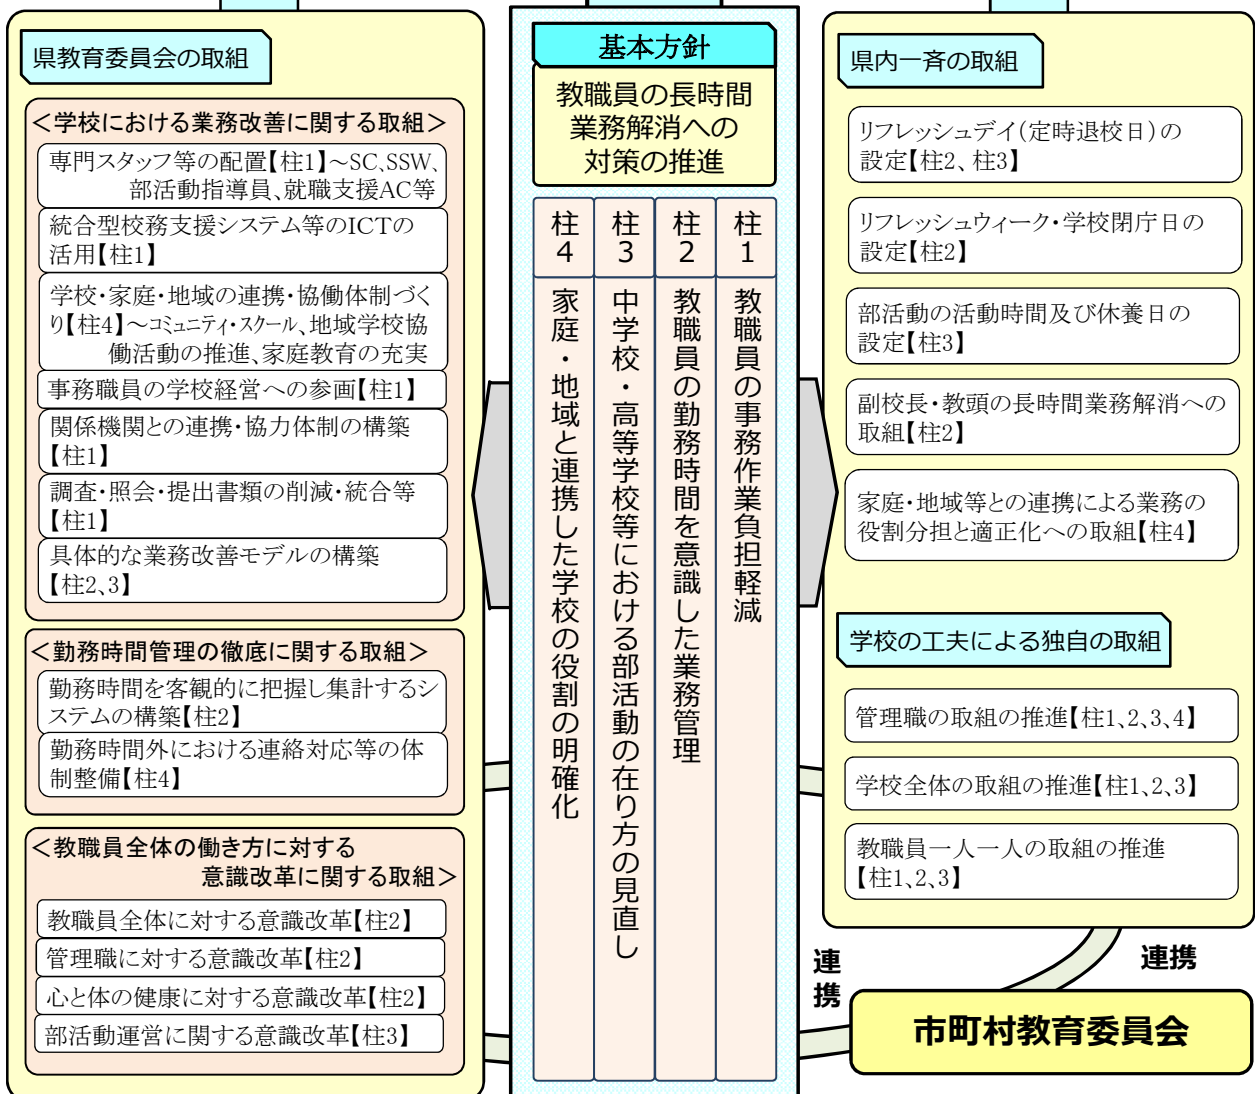 県教育委員会の取組
<学校における業務改善に関する取組>
専門スタッフ等の配置【柱1】～SC、SSW、
部活動指導員、就職支援AC等
統合型校務支援システム等のICTの
活用【柱1】
学校・家庭・地域の連携・協働体制づく
り【柱4】～コミュニティ・スクール、地域学校協
働活動の推進、家庭教育の充実
事務職員の学校経営への参画【柱1】
関係機関との連携・協力体制の構築
【柱1】
調査・照会・提出書類の削減・統合等
【柱1】
具体的な業務改善モデルの構築
【柱2、3】
<勤務時間管理の徹底に関する取組>
勤務時間を客観的に把握し集計するシ
ステムの構築【柱2】
勤務時間外における連絡対応等の体
制整備【柱4】
<教職員全体の働き方に対する
意識改革に関する取組>
教職員全体に対する意識改革【柱2】
管理職に対する意識改革【柱2】
心と体の健康に対する意識改革【柱2】
部活動運営に関する意識改革【柱3】
基本方針
教職員の長時間
業務解消への
対策の推進
柱1 教職員の事務作業負担軽減
柱2 教職員の勤務時間を意識した業務管理
柱3 中学校・高等学校等における部活動の在り方の見直し
柱4 家庭・地域と連携した学校の役割の明確化
県内一斉の取組
リフレッシュデイ(定時退校日)の
設定【柱2、柱3】
リフレッシュウィーク・学校閉庁日の
設定【柱2】
部活動の活動時間及び休養日の
設定【柱3】
副校長・教頭の長時間業務解消への
取組【柱2】
家庭・地域等との連携による業務の
役割分担と適正化への取組【柱4】
学校の工夫による独自の取組
管理職の取組の推進【柱1、2、3、4】
学校全体の取組の推進【柱1、2、3】
教職員一人一人の取組の推進
【柱1、2、3】
連携
連携
市町村教育委員会